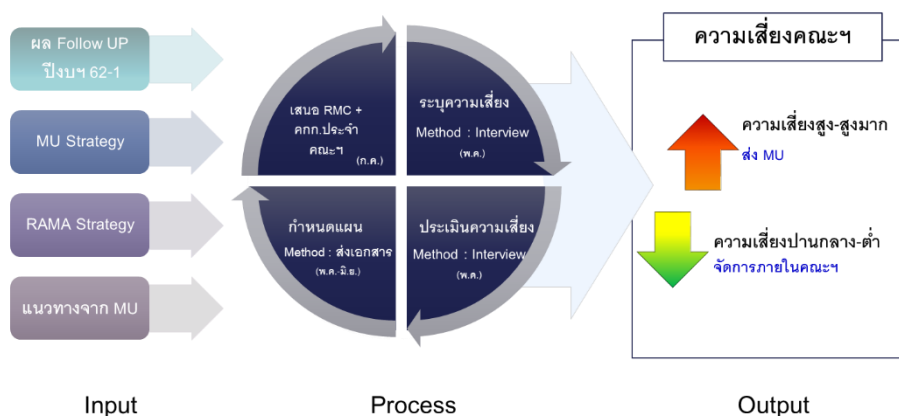 ผล Follow UP
ปีงบฯ 62-1
MU Strategy
RAMA Strategy
แนวทางจาก MU
เสนอ RMC +
คกก.ประจำ
คณะฯ
(ก.ค.)
ระบุความเสี่ยง
Method : Interview
(พ.ค.)
กำหนดแผน
Method : ส่งเอกสาร
(พ.ค.-มิ.ย.)
ประเมินความเสี่ยง
Method : Interview
(พ.ค.)
ความเสี่ยงคณะฯ
ความเสี่ยงสูง-สูงมาก
ส่ง MU
ความเสี่ยงปานกลาง-ต่ำ
จัดการภายในคณะฯ
Input
Process
Output